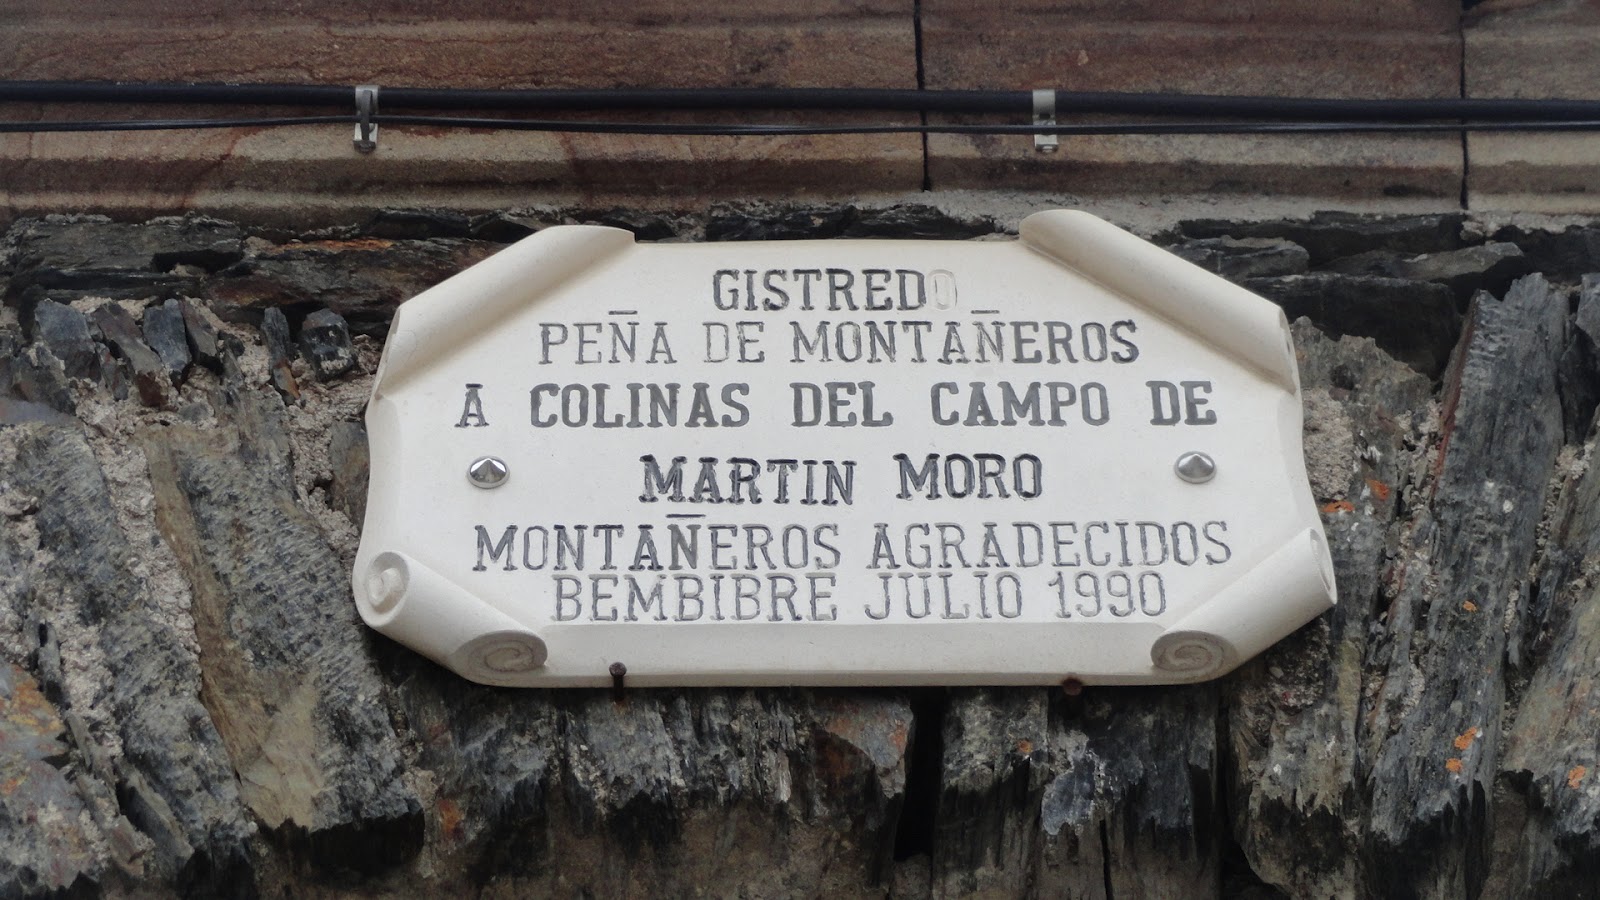 GISTREDO
PEÑA DE MONTAÑEROS
A COLINAS DEL CAMPO DE
MARTIN MORO
MONTAÑEROS AGRADECIDOS
BEMBIBRE JULIO 1990